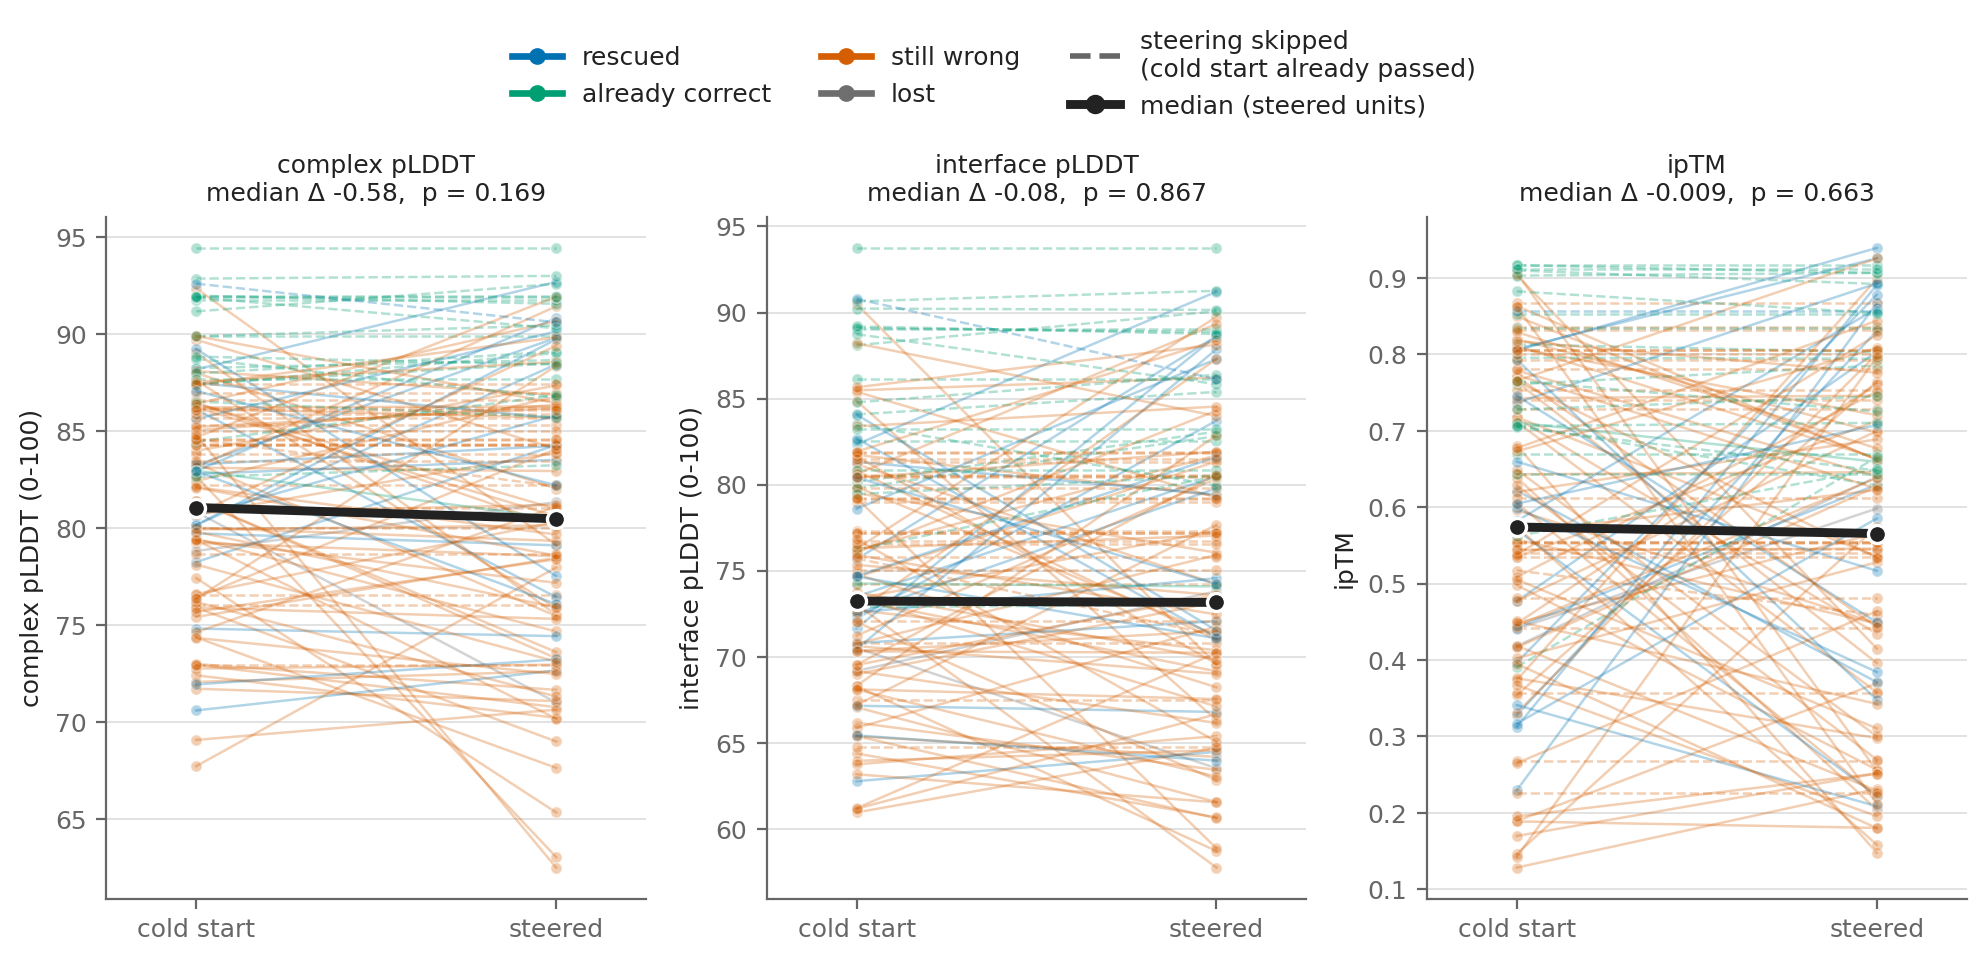 rescued
already correct
still wrong
lost
steering skipped
(cold start already passed)
median (steered units)
complex pLDDT
median Δ -0.58,  p = 0.169
complex pLDDT (0-100)
95
90
85
80
75
70
65
cold start
steered
interface pLDDT
median Δ -0.08,  p = 0.867
interface pLDDT (0-100)
95
90
85
80
75
70
65
60
cold start
steered
ipTM
median Δ -0.009,  p = 0.663
ipTM
0.9
0.8
0.7
0.6
0.5
0.4
0.3
0.2
0.1
cold start
steered